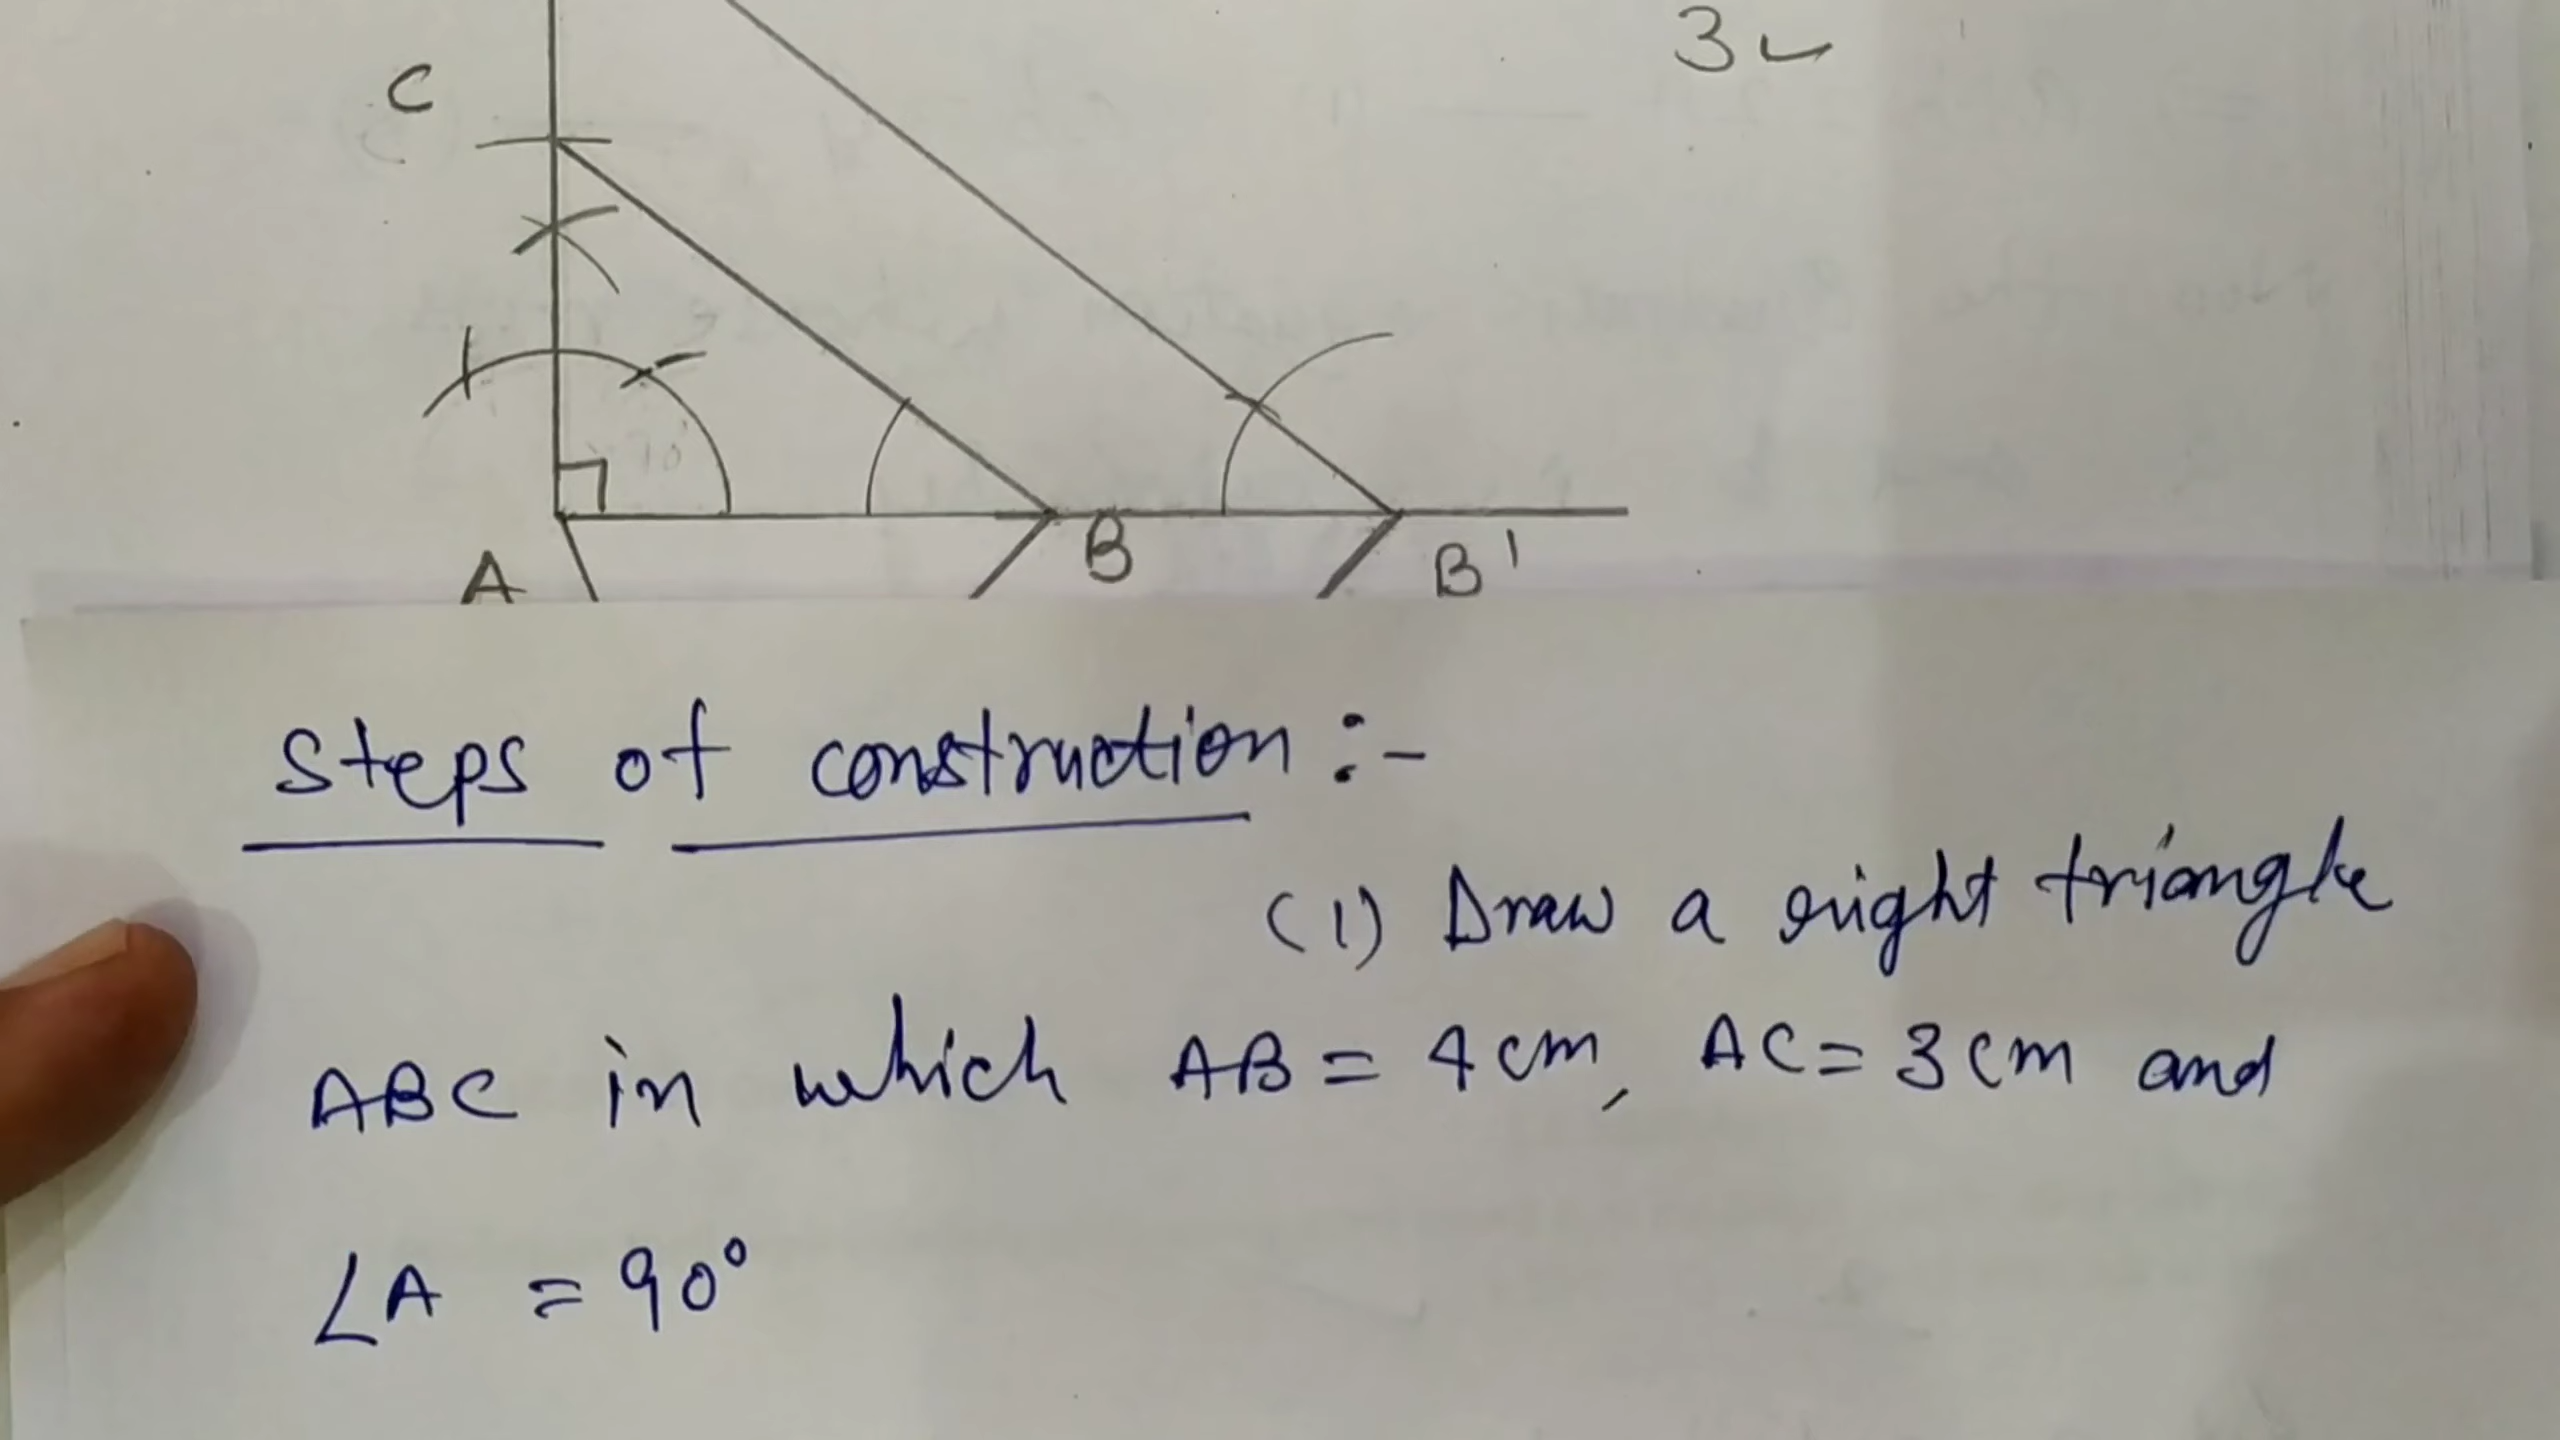 3
C
A B B'
Steps of construction :-
(1) Draw a right triangle
ABC in which AB = 4 cm, AC = 3 cm and
∠A = 90°